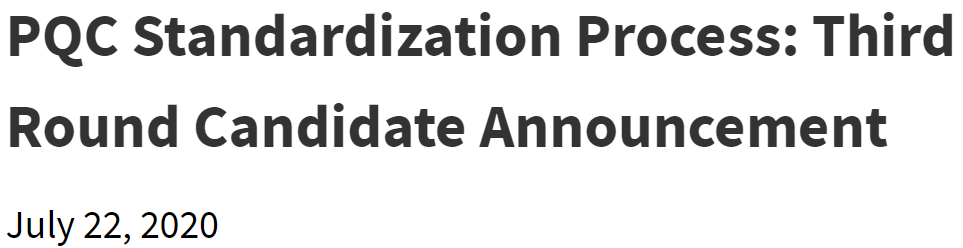 PQC Standardization Process: Third
Round Candidate Announcement
July 22, 2020